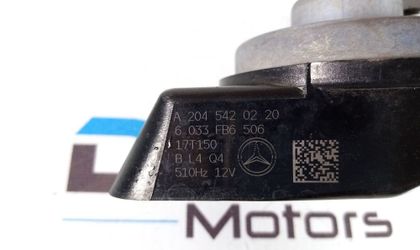 A 204 542 02 20
6 033 FB6 506
17T150
B L4 Q4
510Hz 12V
Motors